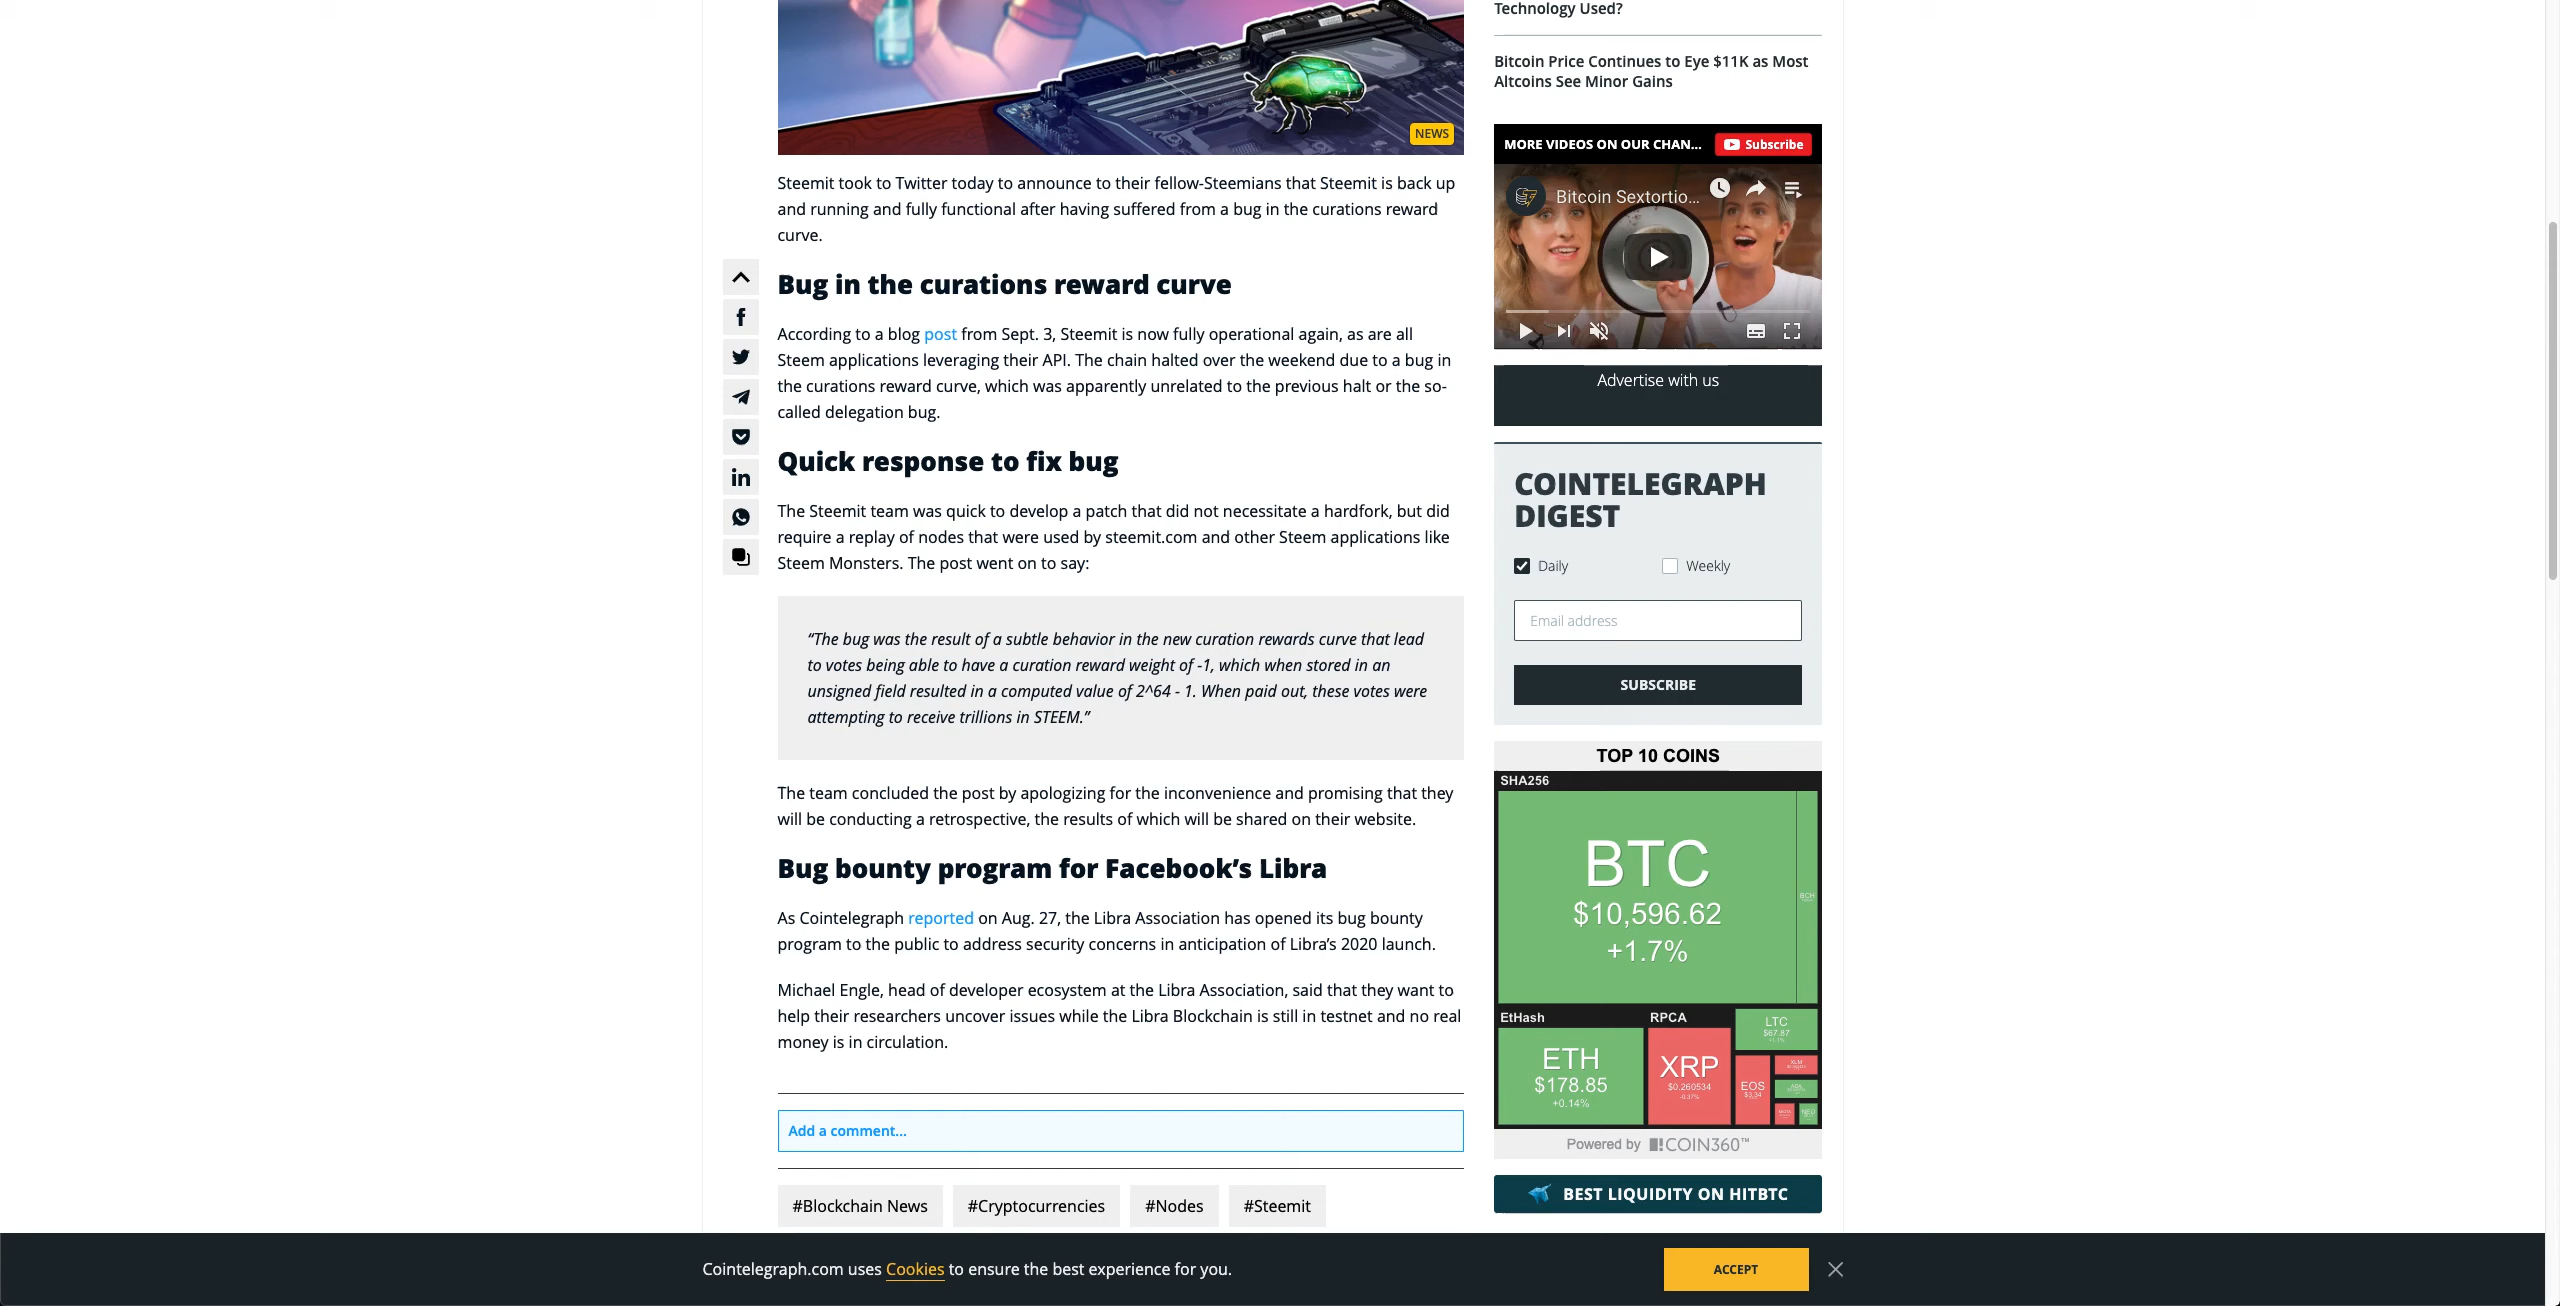 Technology Used?
Bitcoin Price Continues to Eye $11K as Most
Altcoins See Minor Gains
NEWS
MORE VIDEOS ON OUR CHAN...
Subscribe
Bitcoin Sextortio...
Steemit took to Twitter today to announce to their fellow-Steemians that Steemit is back up
and running and fully functional after having suffered from a bug in the curations reward
curve.
Bug in the curations reward curve
According to a blog post from Sept. 3, Steemit is now fully operational again, as are all
Steem applications leveraging their API. The chain halted over the weekend due to a bug in
the curations reward curve, which was apparently unrelated to the previous halt or the so-
called delegation bug.
Quick response to fix bug
The Steemit team was quick to develop a patch that did not necessitate a hardfork, but did
require a replay of nodes that were used by steemit.com and other Steem applications like
Steem Monsters. The post went on to say:
“The bug was the result of a subtle behavior in the new curation rewards curve that lead
to votes being able to have a curation reward weight of -1, which when stored in an
unsigned field resulted in a computed value of 2^64 - 1. When paid out, these votes were
attempting to receive trillions in STEEM.”
The team concluded the post by apologizing for the inconvenience and promising that they
will be conducting a retrospective, the results of which will be shared on their website.
Bug bounty program for Facebook’s Libra
As Cointelegraph reported on Aug. 27, the Libra Association has opened its bug bounty
program to the public to address security concerns in anticipation of Libra’s 2020 launch.
Michael Engle, head of developer ecosystem at the Libra Association, said that they want to
help their researchers uncover issues while the Libra Blockchain is still in testnet and no real
money is in circulation.
Add a comment...
#Blockchain News
#Cryptocurrencies
#Nodes
#Steemit
Advertise with us
COINTELEGRAPH
DIGEST
Daily
Weekly
Email address
SUBSCRIBE
TOP 10 COINS
SHA256
BTC
$10,596.62
+1.7%
BCH
EtHash
ETH
$178.85
+0.14%
RPCA
XRP
$0.260534
-0.37%
LTC
$67.87
+1.1%
EOS
$3.34
XLM
ADA
NEO
Powered by COIN360™
BEST LIQUIDITY ON HITBTC
Cointelegraph.com uses Cookies to ensure the best experience for you.
ACCEPT